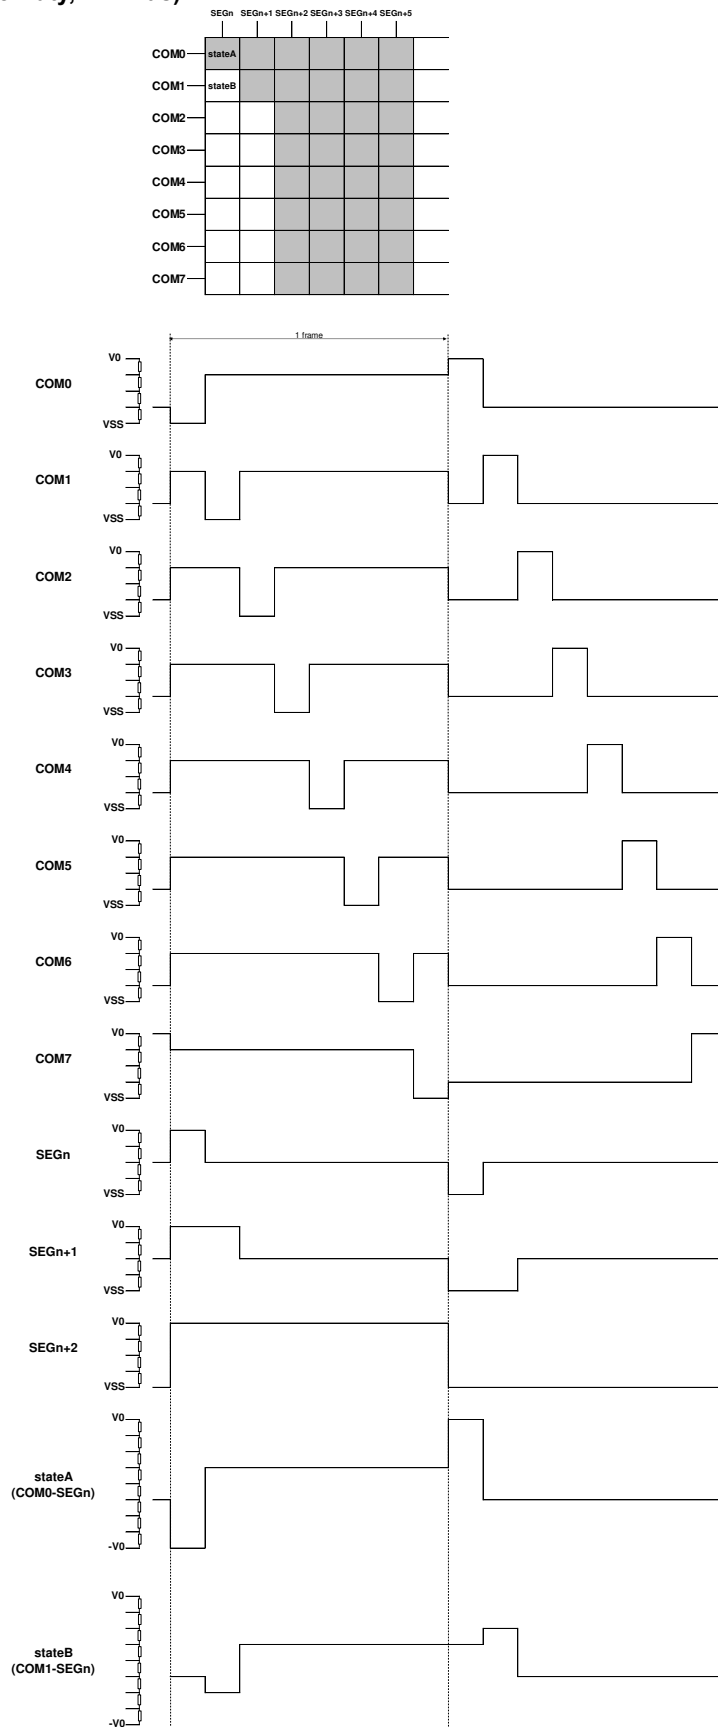 SEGn SEGn+1 SEGn+2 SEGn+3 SEGn+4 SEGn+5
COM0 stateA
COM1 stateB
COM2
COM3
COM4
COM5
COM6
COM7
1 frame
V0
COM0
VSS
V0
COM1
VSS
V0
COM2
VSS
V0
COM3
VSS
V0
COM4
VSS
V0
COM5
VSS
V0
COM6
VSS
V0
COM7
VSS
V0
SEGn
VSS
V0
SEGn+1
VSS
V0
SEGn+2
VSS
V0
stateA
(COM0-SEGn)
-V0
V0
stateB
(COM1-SEGn)
-V0